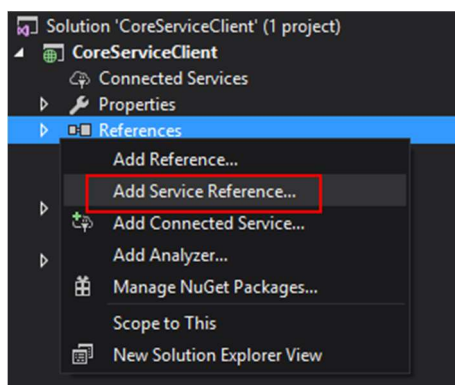 Solution 'CoreServiceClient' (1 project)
CoreServiceClient
Connected Services
Properties
References
Add Reference...
Add Service Reference...
Add Connected Service...
Add Analyzer...
Manage NuGet Packages...
Scope to This
New Solution Explorer View